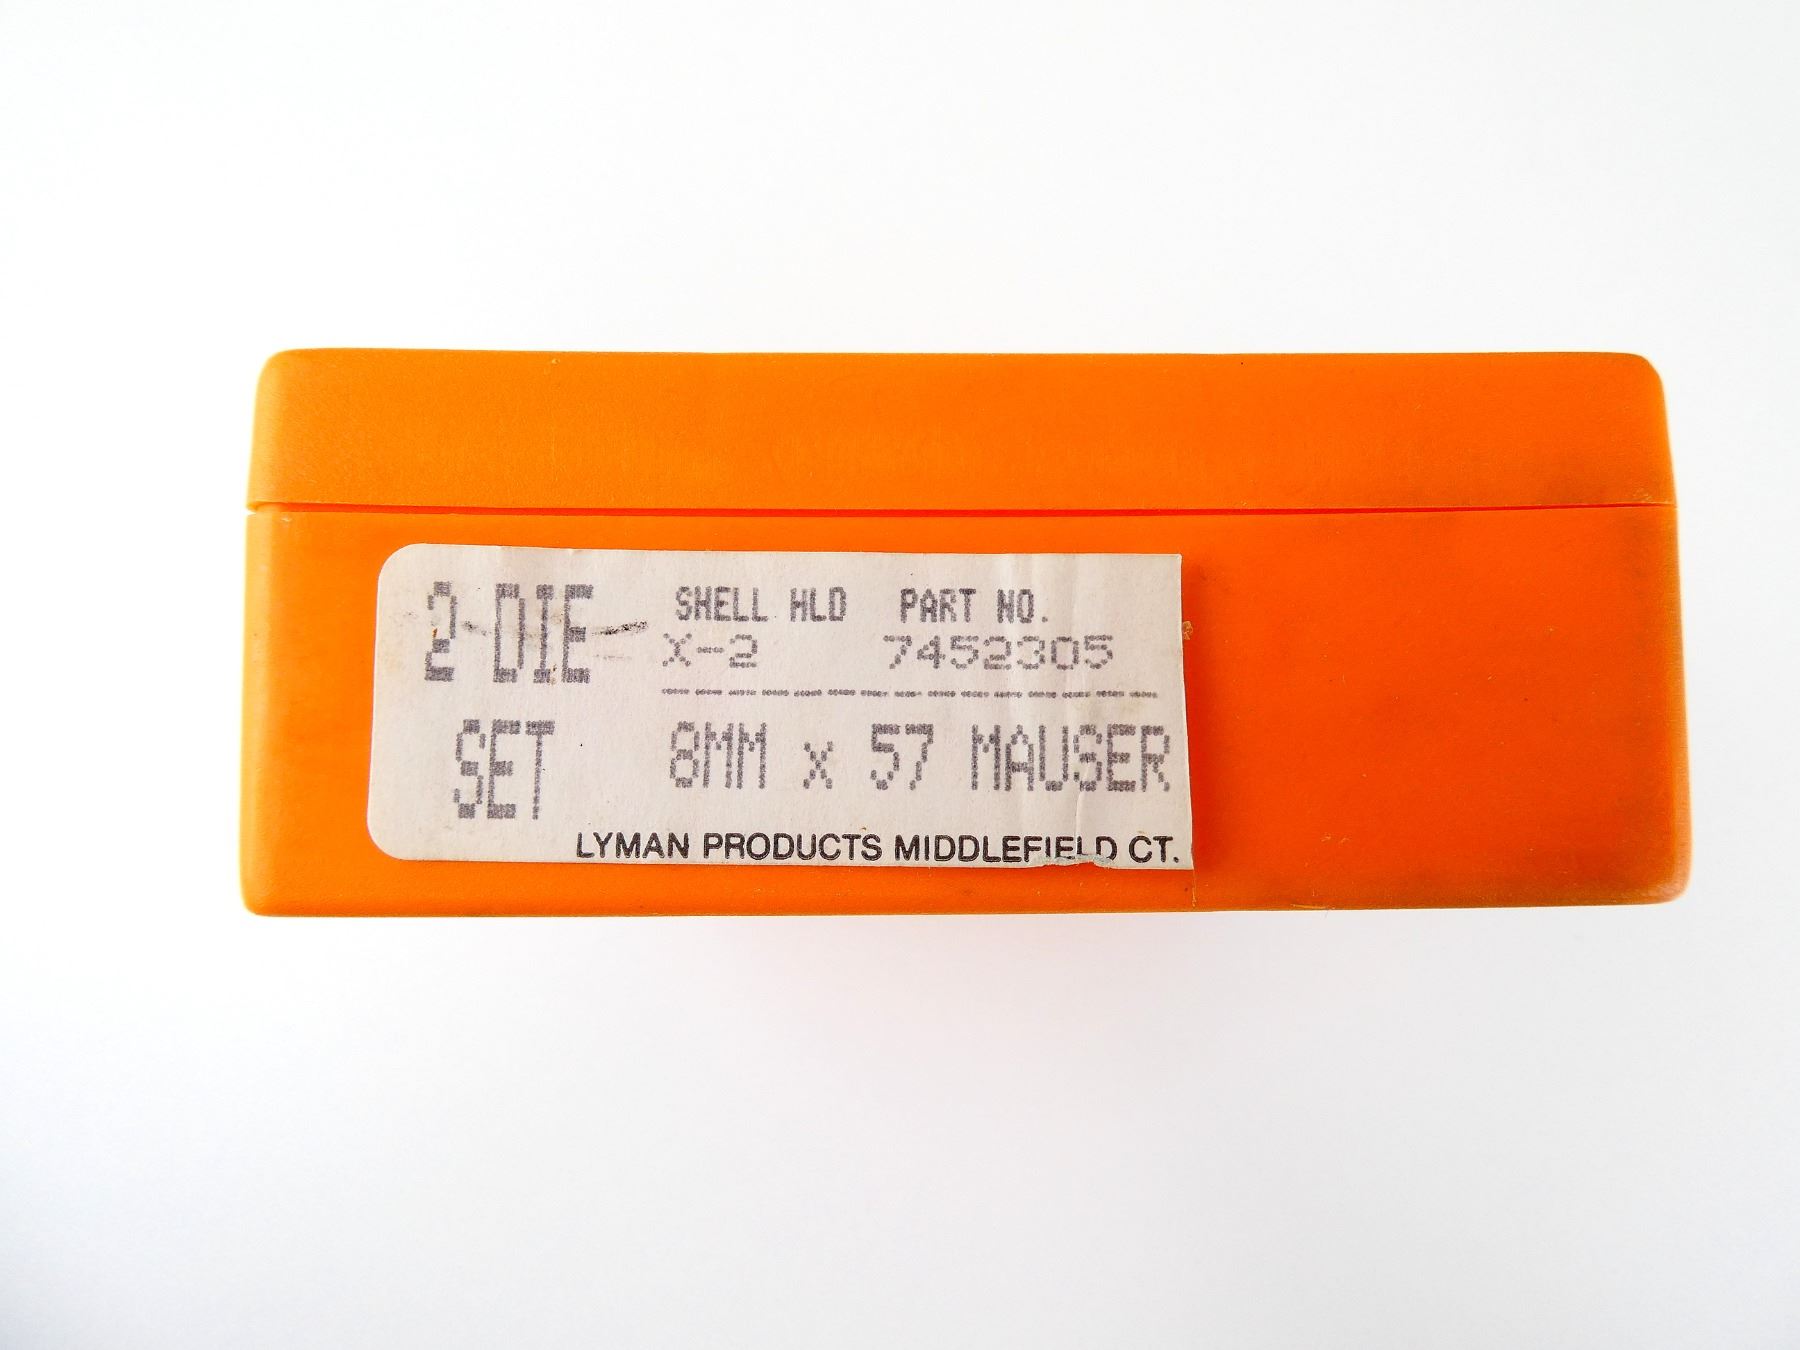 2-DIE SHELL HLD PART NO.
X-2 7452305
SET 8MM x 57 MAUSER
LYMAN PRODUCTS MIDDLEFIELD CT.